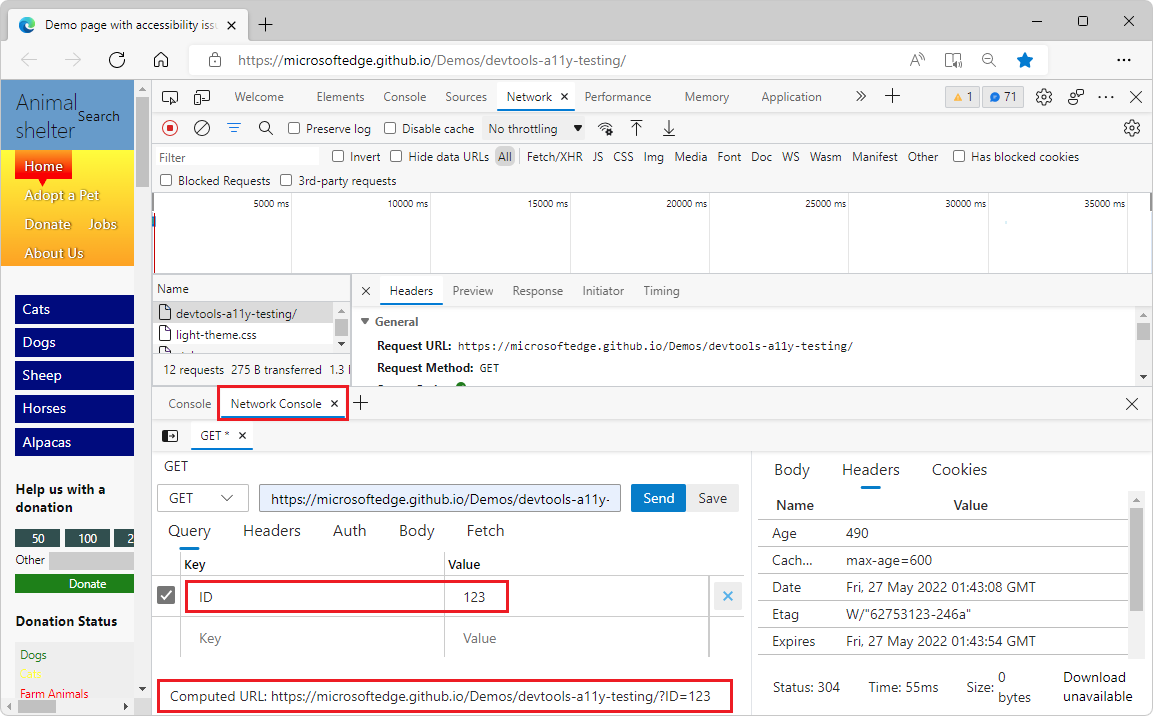 Demo page with accessibility iss
https://microsoftedge.github.io/Demos/devtools-a11y-testing/
Animal
shelter
Search
Home
Adopt a Pet
Donate Jobs
About Us
Cats
Dogs
Sheep
Horses
Alpacas
Help us with a
donation
50 100 2
Other
Donate
Donation Status
Dogs
Cats
Farm Animals
Welcome Elements Console Sources Network Performance Memory Application 1 71
Preserve log Disable cache No throttling
Filter Invert Hide data URLs All Fetch/XHR JS CSS Img Media Font Doc WS Wasm Manifest Other Has blocked cookies
Blocked Requests 3rd-party requests
5000 ms 10000 ms 15000 ms 20000 ms 25000 ms 30000 ms 35000 ms
Name
devtools-a11y-testing/
light-theme.css
12 requests 275 B transferred 1.3
Headers Preview Response Initiator Timing
General
Request URL: https://microsoftedge.github.io/Demos/devtools-a11y-testing/
Request Method: GET
Console Network Console
GET *
GET
GET https://microsoftedge.github.io/Demos/devtools-a11y- Send Save
Query Headers Auth Body Fetch
Key Value
ID 123
Key Value
Computed URL: https://microsoftedge.github.io/Demos/devtools-a11y-testing/?ID=123
Body Headers Cookies
Name Value
Age 490
Cach... max-age=600
Date Fri, 27 May 2022 01:43:08 GMT
Etag W/"62753123-246a"
Expires Fri, 27 May 2022 01:43:54 GMT
Status: 304 Time: 55ms Size: 0 bytes Download unavailable